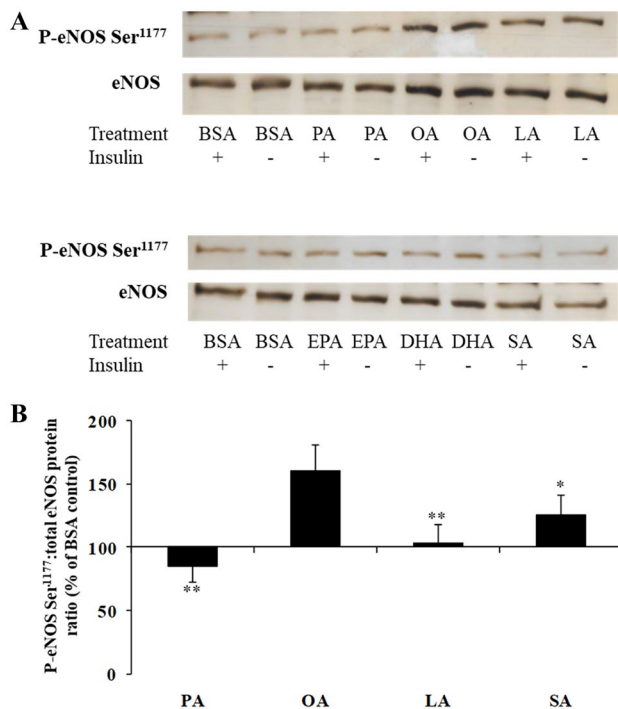 A
P-eNOS Ser1177
eNOS
Treatment BSA BSA PA PA OA OA LA LA
Insulin + - + - + - + -
P-eNOS Ser1177
eNOS
Treatment BSA BSA EPA EPA DHA DHA SA SA
Insulin + - + - + - + -
B
P-eNOS Ser1177:total eNOS protein
ratio (% of BSA control)
200
150
100
50
0
**
**
*
PA OA LA SA